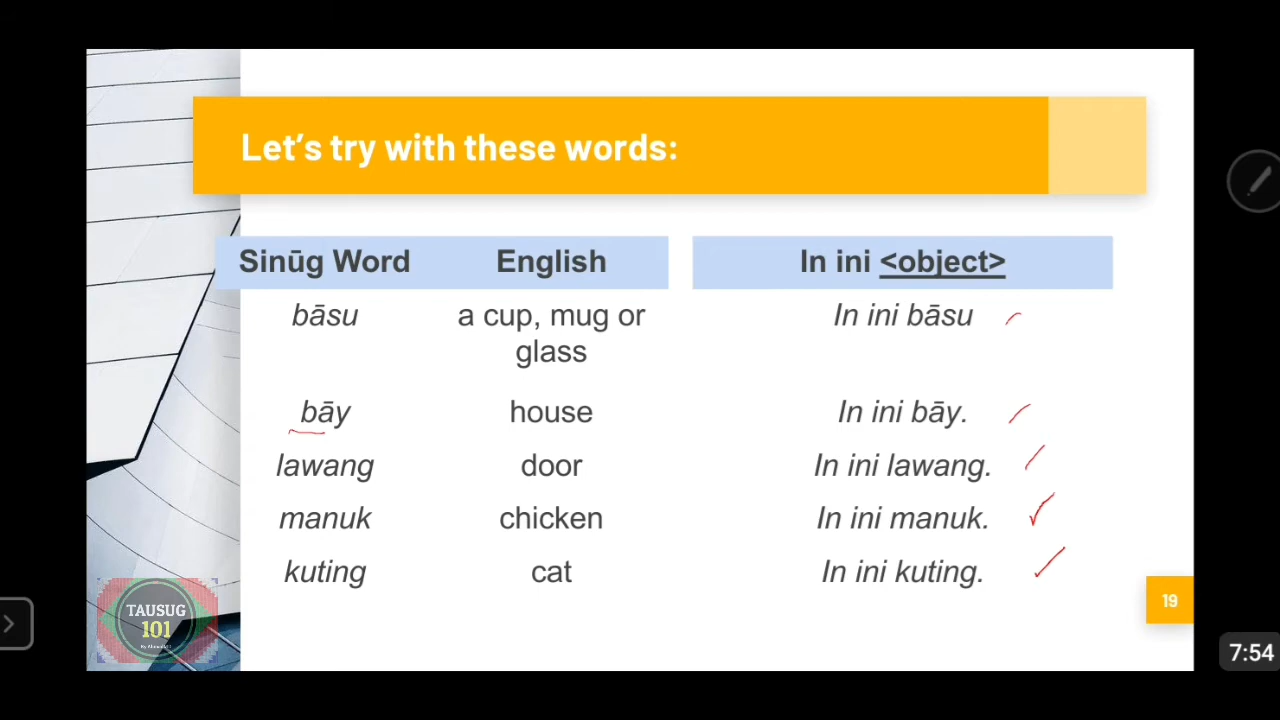 Let's try with these words:
Sinūg Word English In ini <object>
bāsu a cup, mug or glass In ini bāsu
bāy house In ini bāy.
lawang door In ini lawang.
manuk chicken In ini manuk.
kuting cat In ini kuting.
TAUSUG
101
19
7:54